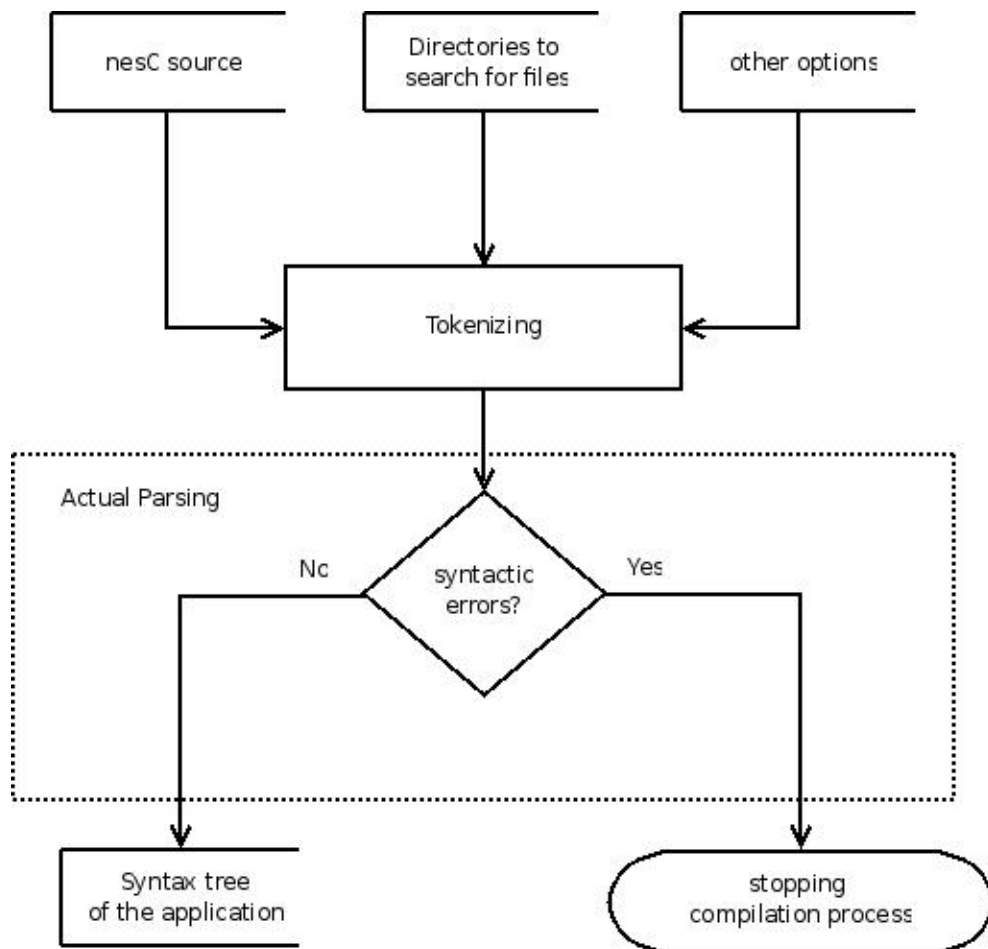 nesC source
Directories to
search for files
other options
Tokenizing
Actual Parsing
No
Yes
syntactic
errors?
Syntax tree
of the application
stopping
compilation process